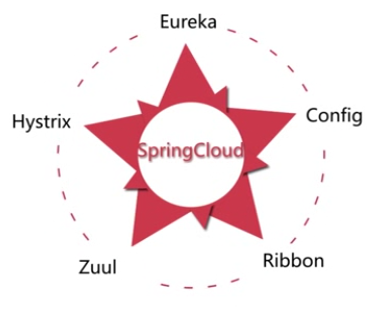 Eureka
Hystrix
Config
SpringCloud
Zuul
Ribbon